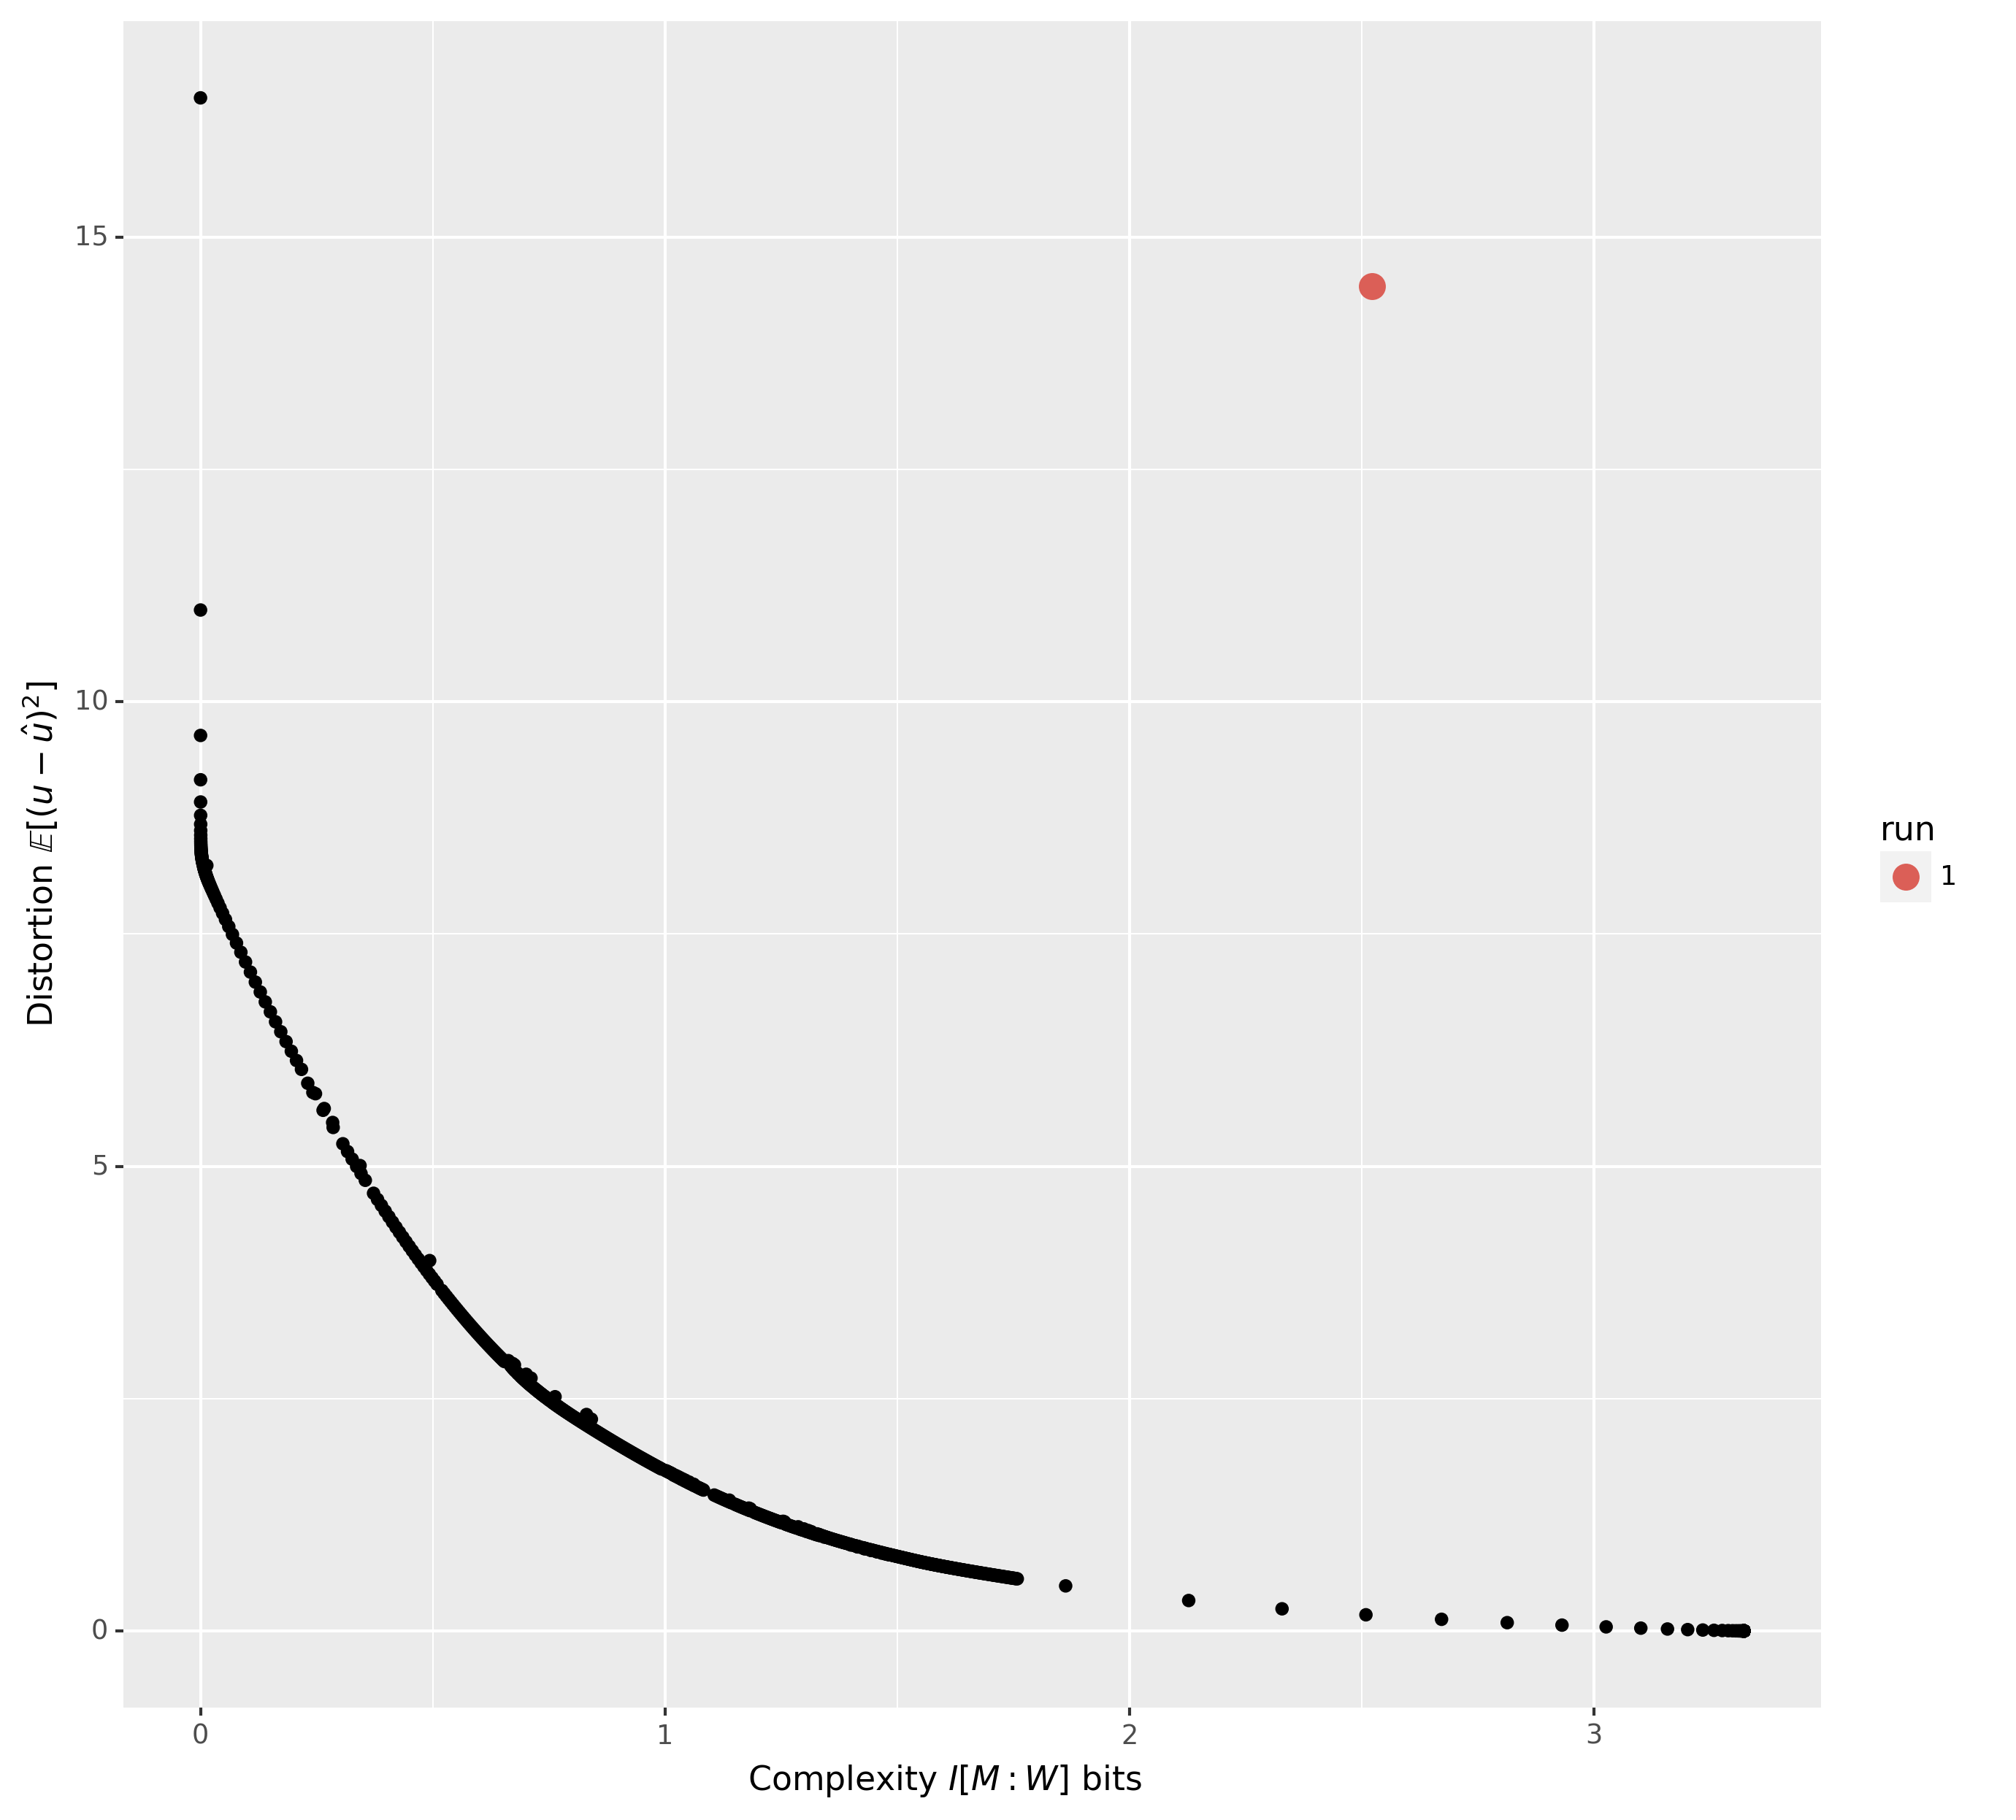 15
10
5
0
Distortion 𝔼[(u − û)²]
0 1 2 3
Complexity I[M : W] bits
run
1